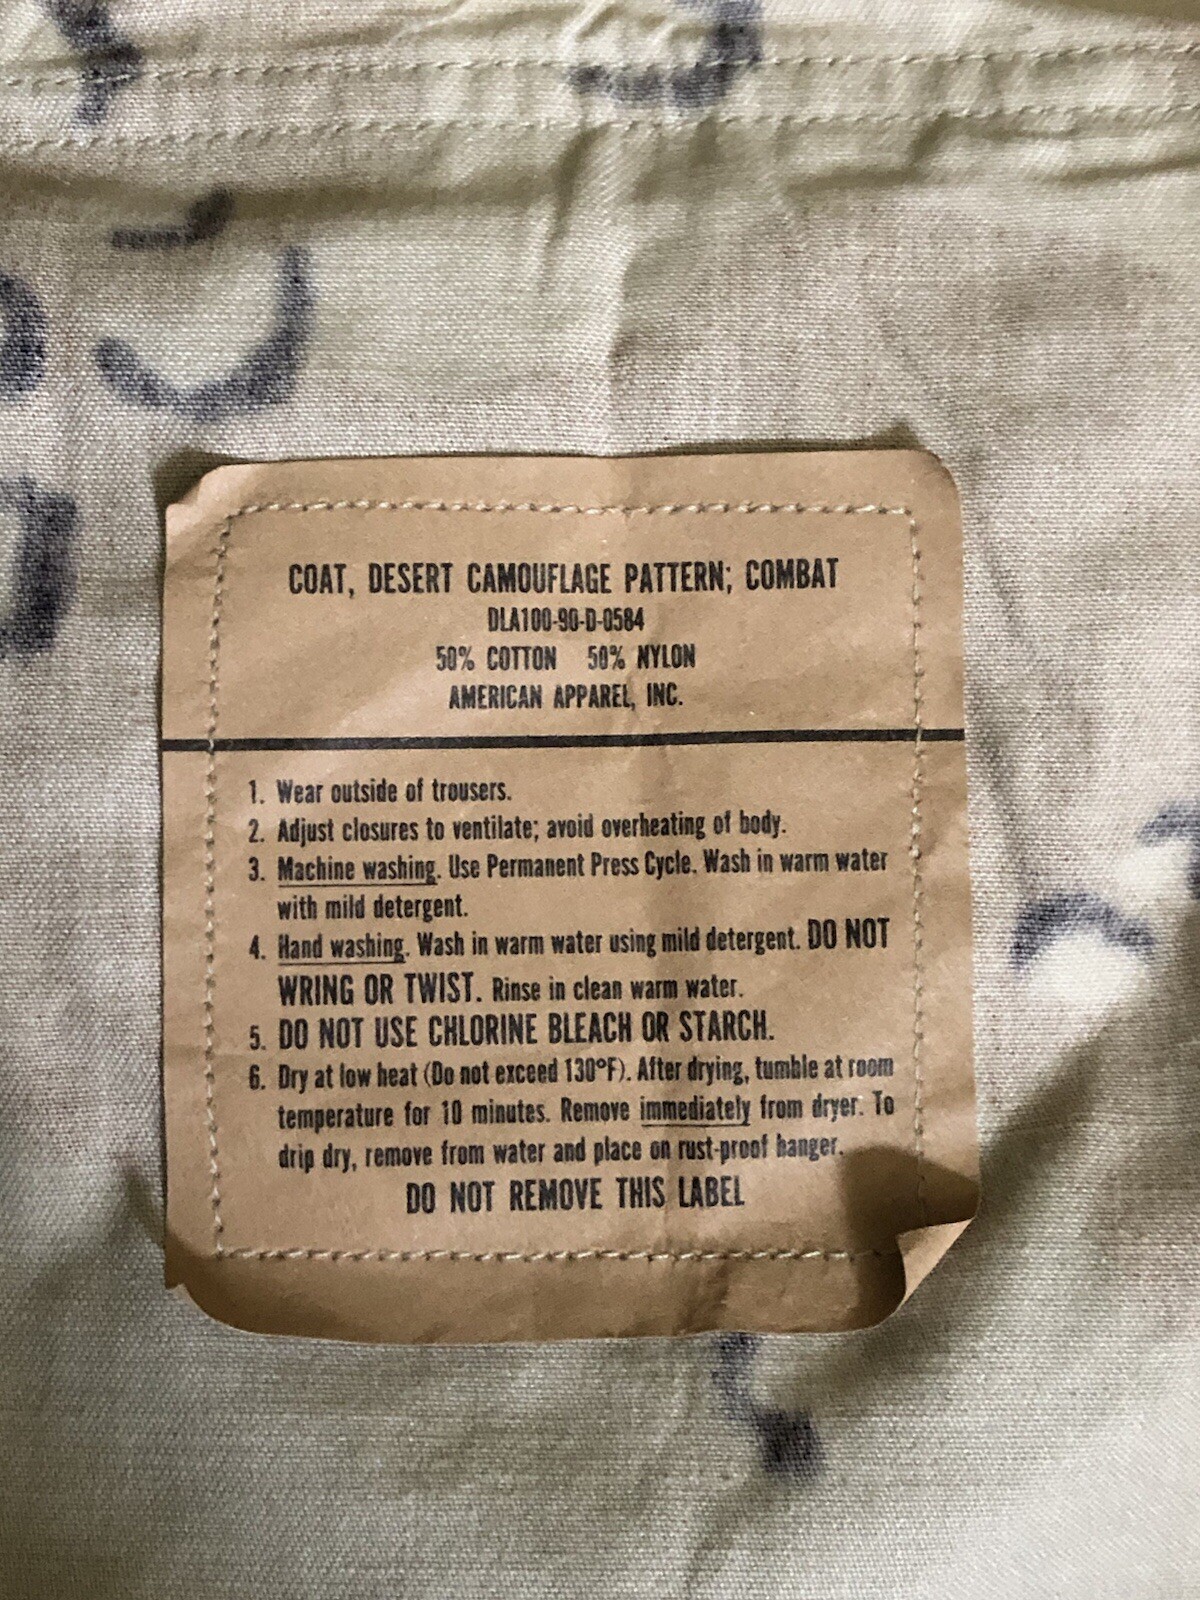 COAT, DESERT CAMOUFLAGE PATTERN; COMBAT
DLA100-90-D-0584
50% COTTON 50% NYLON
AMERICAN APPAREL, INC.
1. Wear outside of trousers.
2. Adjust closures to ventilate; avoid overheating of body.
3. Machine washing. Use Permanent Press Cycle. Wash in warm water
with mild detergent.
4. Hand washing. Wash in warm water using mild detergent. DO NOT
WRING OR TWIST. Rinse in clean warm water.
5. DO NOT USE CHLORINE BLEACH OR STARCH.
6. Dry at low heat (Do not exceed 130°F). After drying, tumble at room
temperature for 10 minutes. Remove immediately from dryer. To
drip dry, remove from water and place on rust-proof hanger.
DO NOT REMOVE THIS LABEL